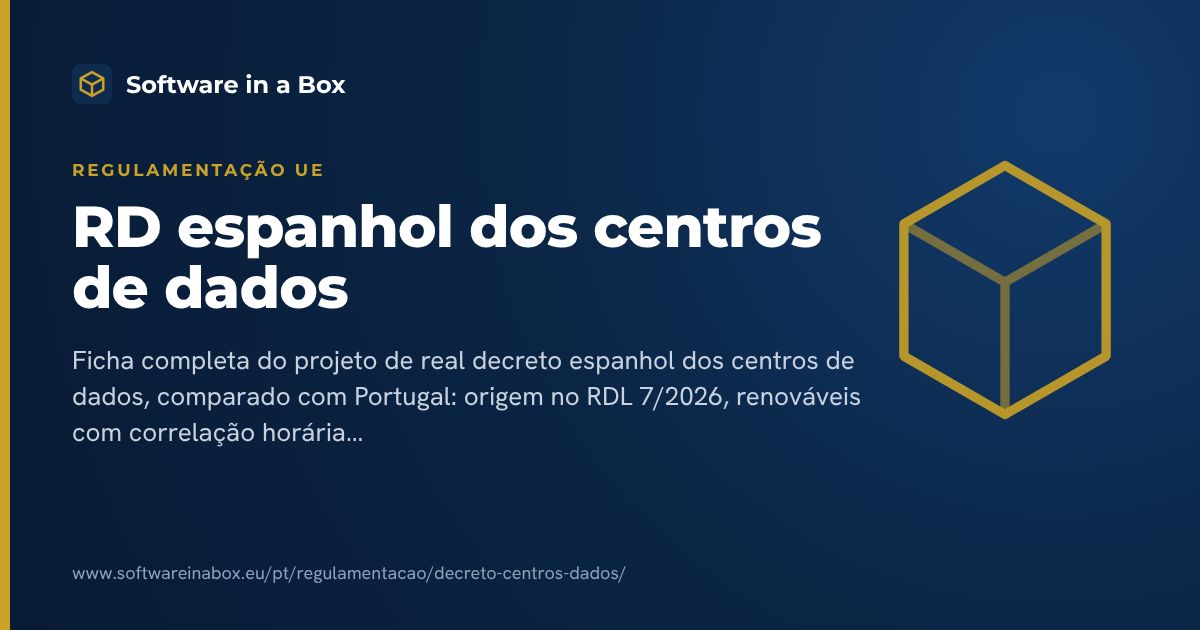 Software in a Box
REGULAMENTAÇÃO UE
RD espanhol dos centros
de dados
Ficha completa do projeto de real decreto espanhol dos centros de
dados, comparado com Portugal: origem no RDL 7/2026, renováveis
com correlação horária...
www.softwareinabox.eu/pt/regulamentacao/decreto-centros-dados/